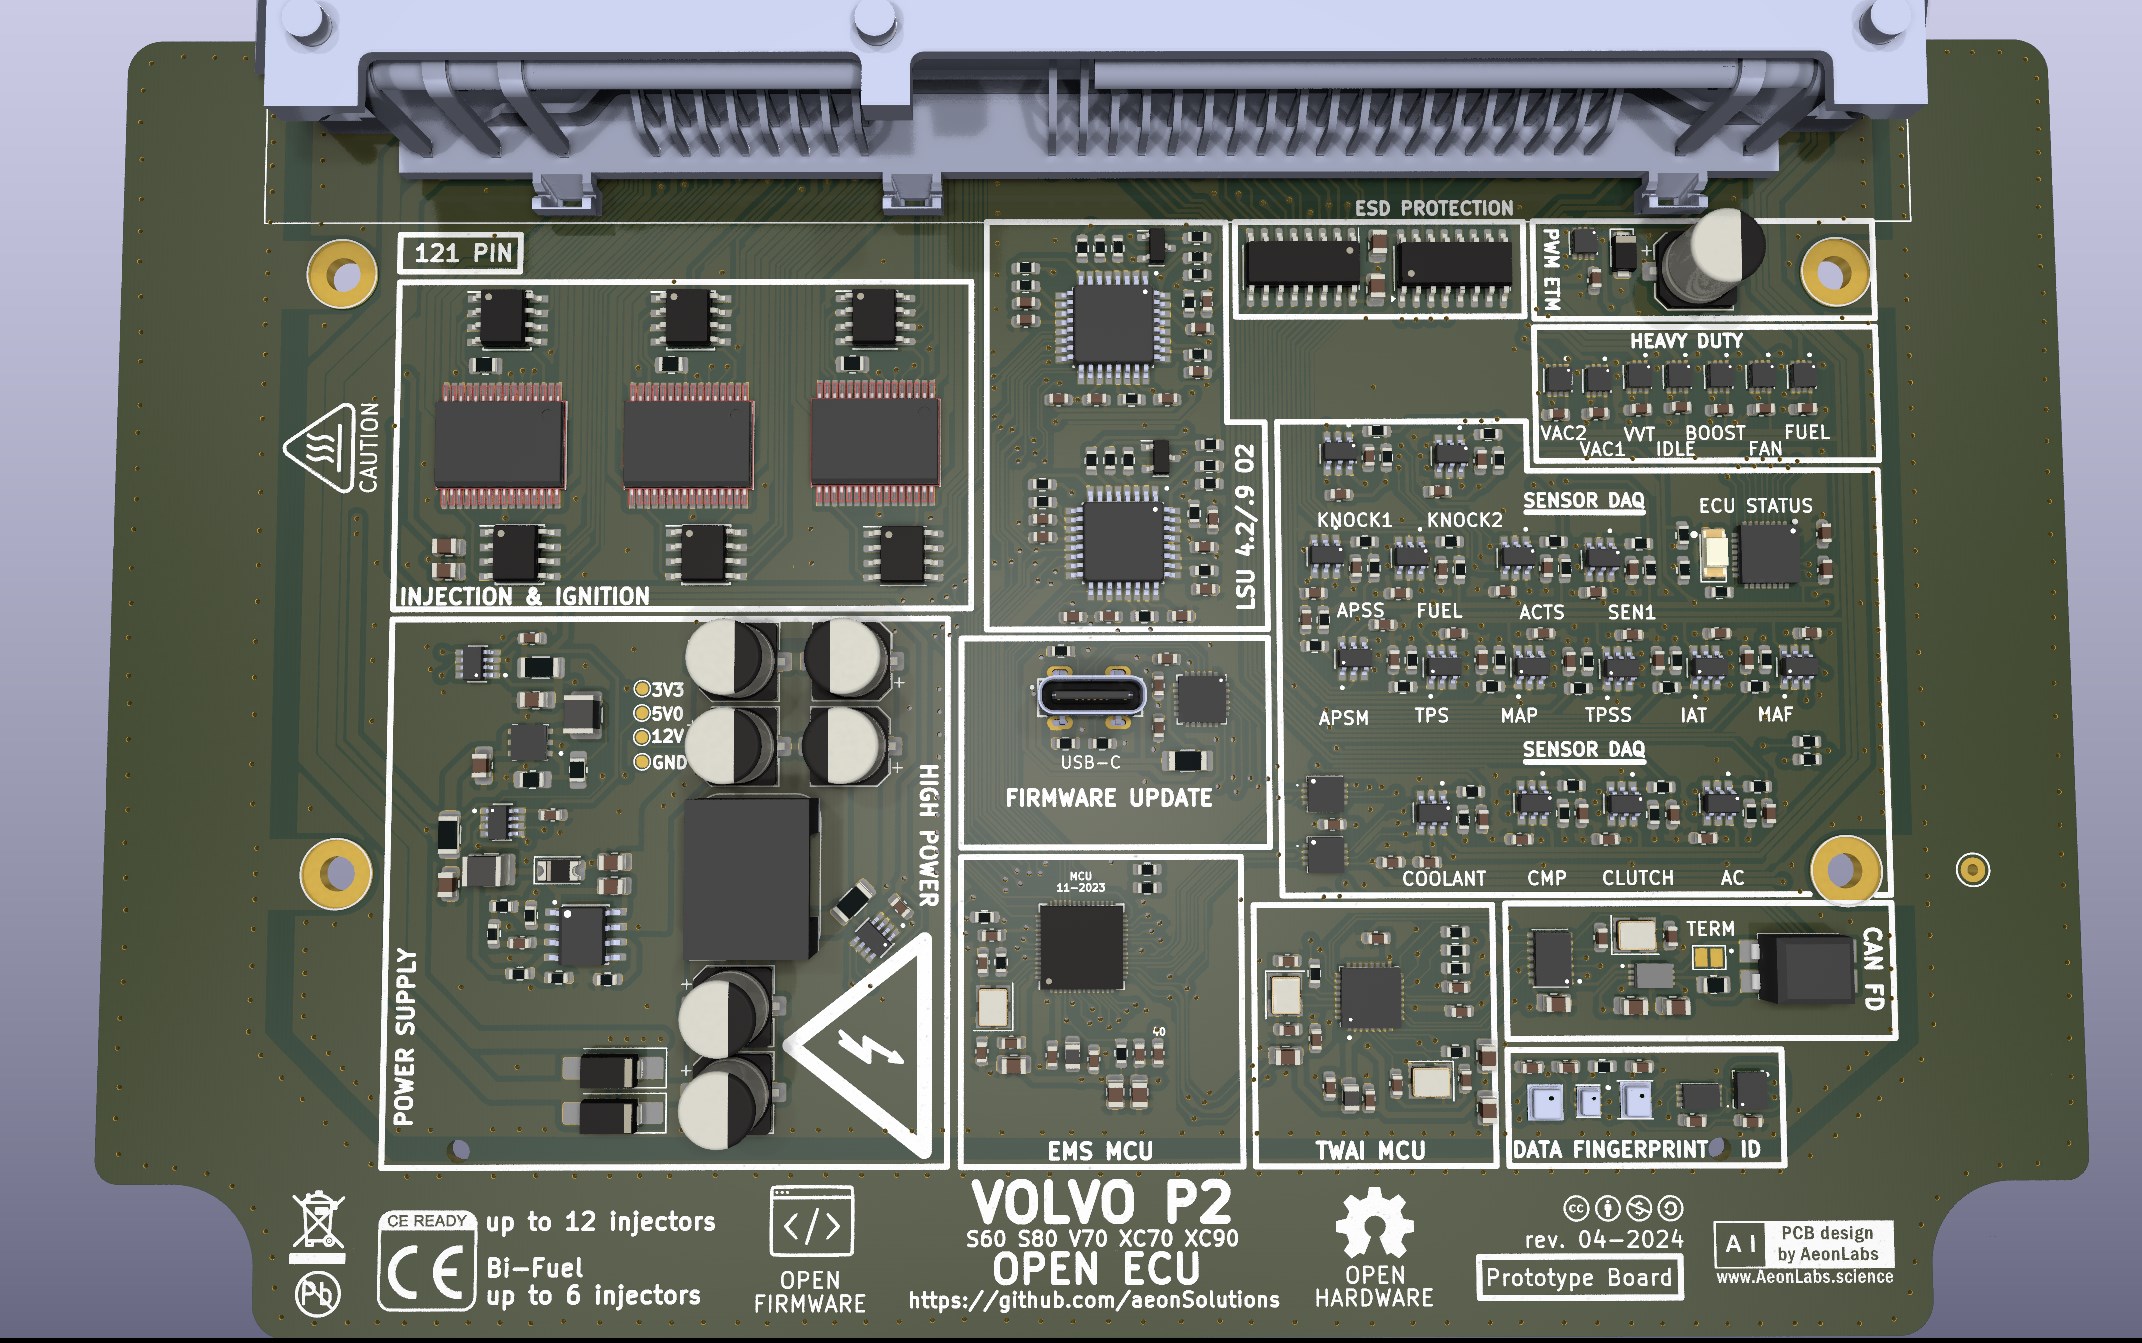 ESD PROTECTION
121 PIN
PWM ETM
HEAVY DUTY
VAC2
VAC1
VVT
IDLE
BOOST
FAN
FUEL
CAUTION
LSU 4.2/.9 O2
SENSOR DAQ
ECU STATUS
KNOCK1
KNOCK2
INJECTION & IGNITION
APSS
FUEL
ACTS
SEN1
3V3
5V0
12V
GND
APSM
TPS
MAP
TPSS
IAT
MAF
SENSOR DAQ
USB-C
FIRMWARE UPDATE
HIGH POWER
COOLANT
CMP
CLUTCH
AC
MCU
11-2023
TERM
CAN FD
POWER SUPPLY
40
EMS MCU
TWAI MCU
DATA FINGERPRINT
ID
CE READY
CE
up to 12 injectors
Bi-Fuel
up to 6 injectors
Pb
</>
OPEN
FIRMWARE
VOLVO P2
S60 S80 V70 XC70 XC90
OPEN ECU
https://github.com/aeonSolutions
OPEN
HARDWARE
cc
rev. 04-2024
Prototype Board
AI
PCB design
by AeonLabs
www.AeonLabs.science